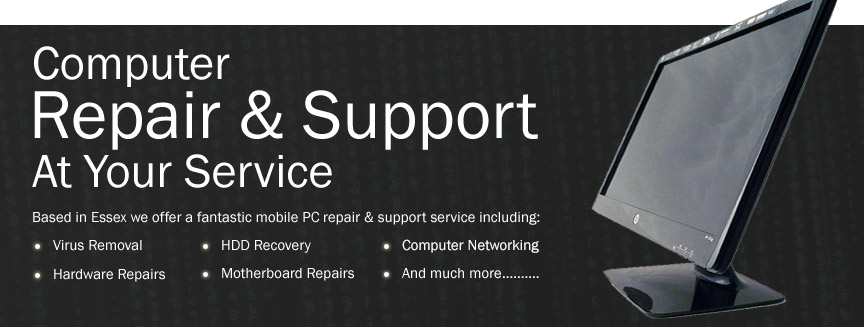 Computer
Repair & Support
At Your Service
Based in Essex we offer a fantastic mobile PC repair & support service including:
Virus Removal HDD Recovery Computer Networking
Hardware Repairs Motherboard Repairs And much more..........